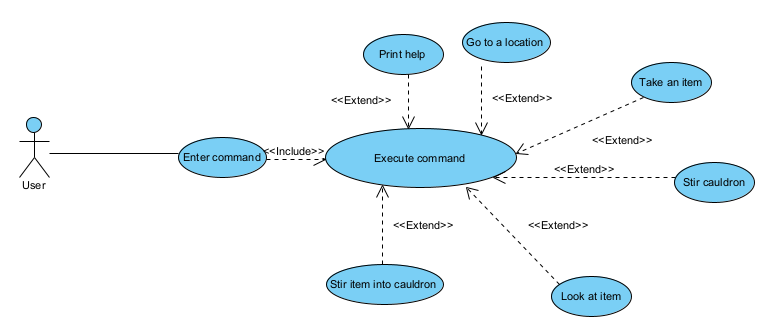 Go to a location
Print help
<<Extend>>
<<Extend>>
Take an item
<<Extend>>
User
Enter command
<<Include>>
Execute command
<<Extend>>
Stir cauldron
<<Extend>>
<<Extend>>
Stir item into cauldron
Look at item